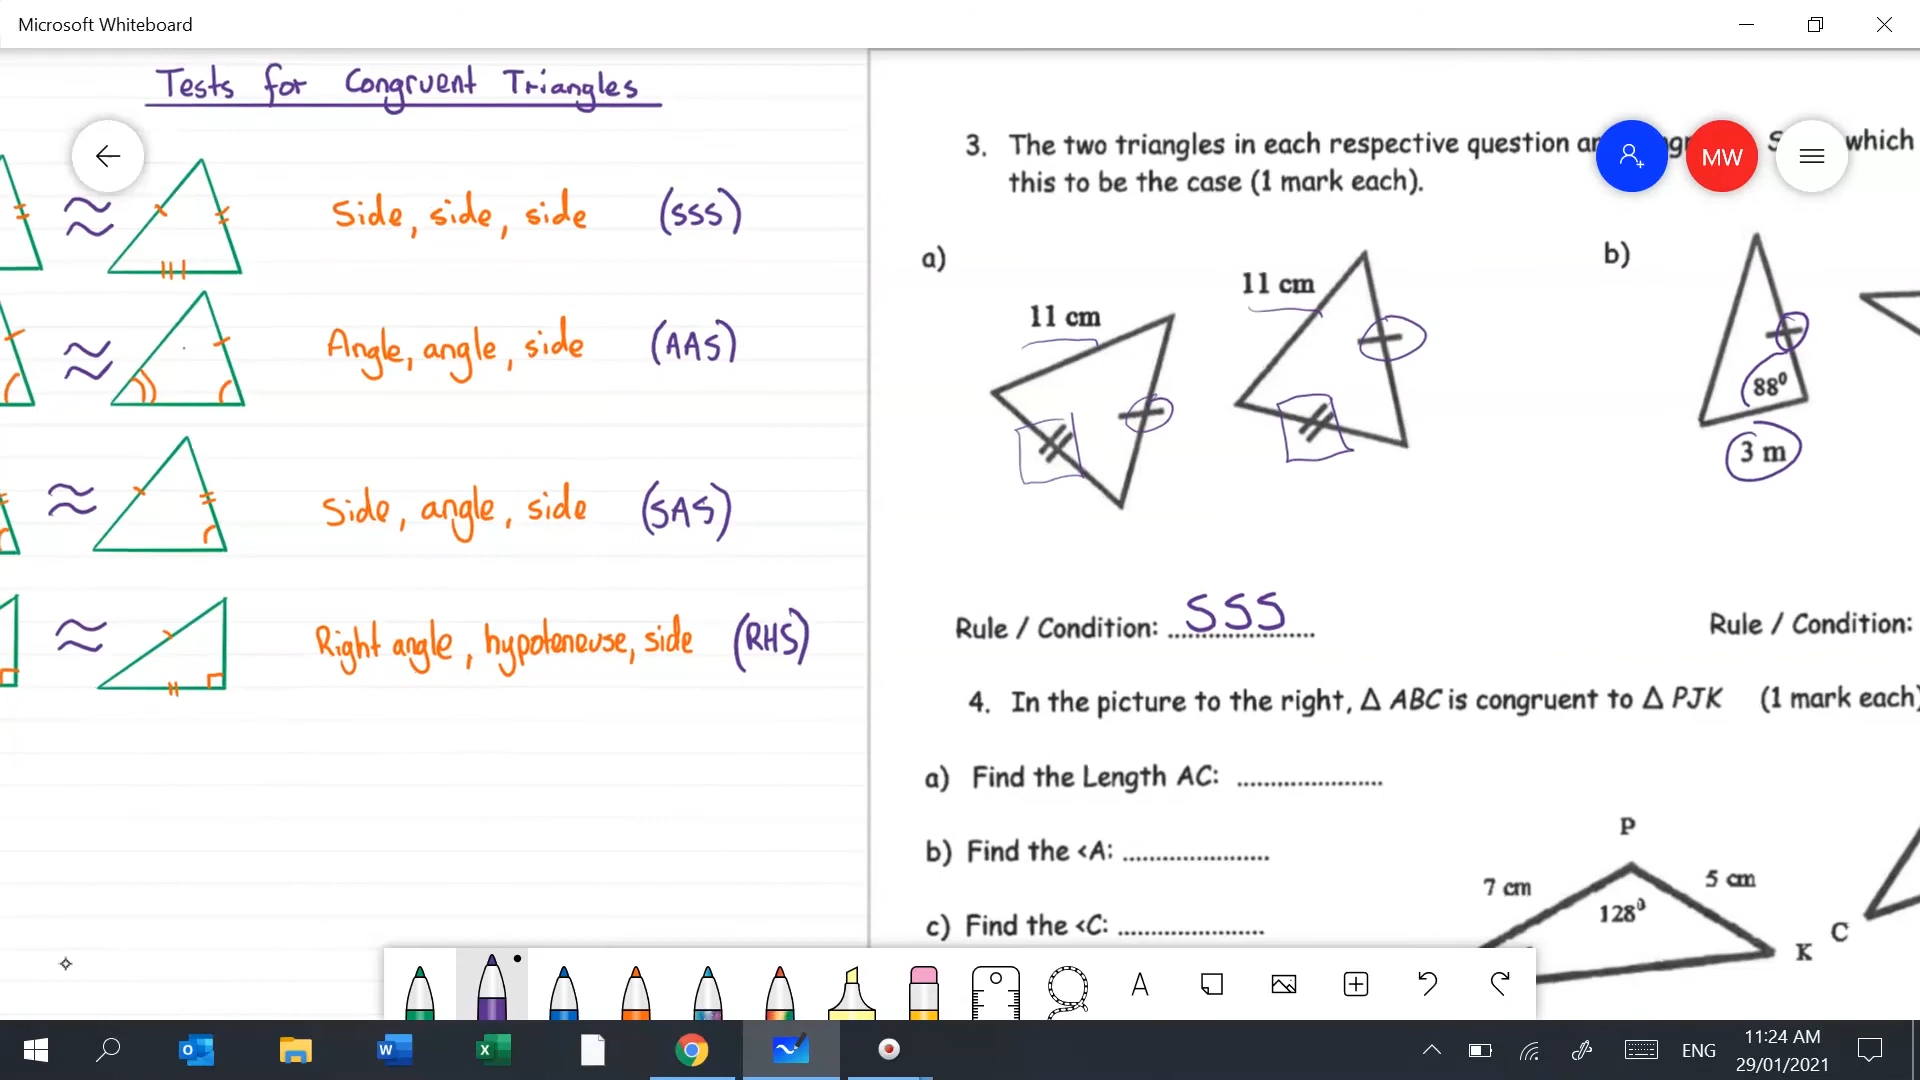 Microsoft Whiteboard
Tests for Congruent Triangles
Side, side, side (SSS)
Angle, angle, side (AAS)
Side, angle, side (SAS)
Right angle, hypoteneuse, side (RHS)
MW
3. The two triangles in each respective question which
this to be the case (1 mark each).
a)
11 cm
11 cm
b)
88⁰
3 m
Rule / Condition: SSS
Rule / Condition:
4. In the picture to the right, Δ ABC is congruent to Δ PJK (1 mark each)
a) Find the Length AC: ......................
b) Find the <A: ......................
c) Find the <C: ......................
P
7 cm
5 cm
128⁰
K
C
A
W
X
ENG
11:24 AM
29/01/2021